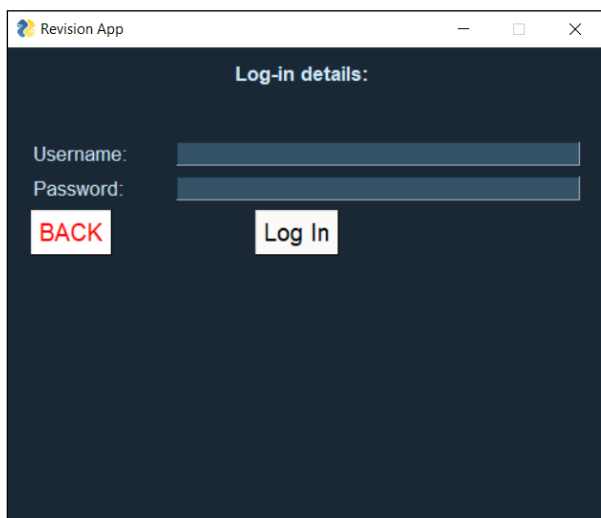 Revision App
Log-in details:
Username:
Password:
BACK Log In